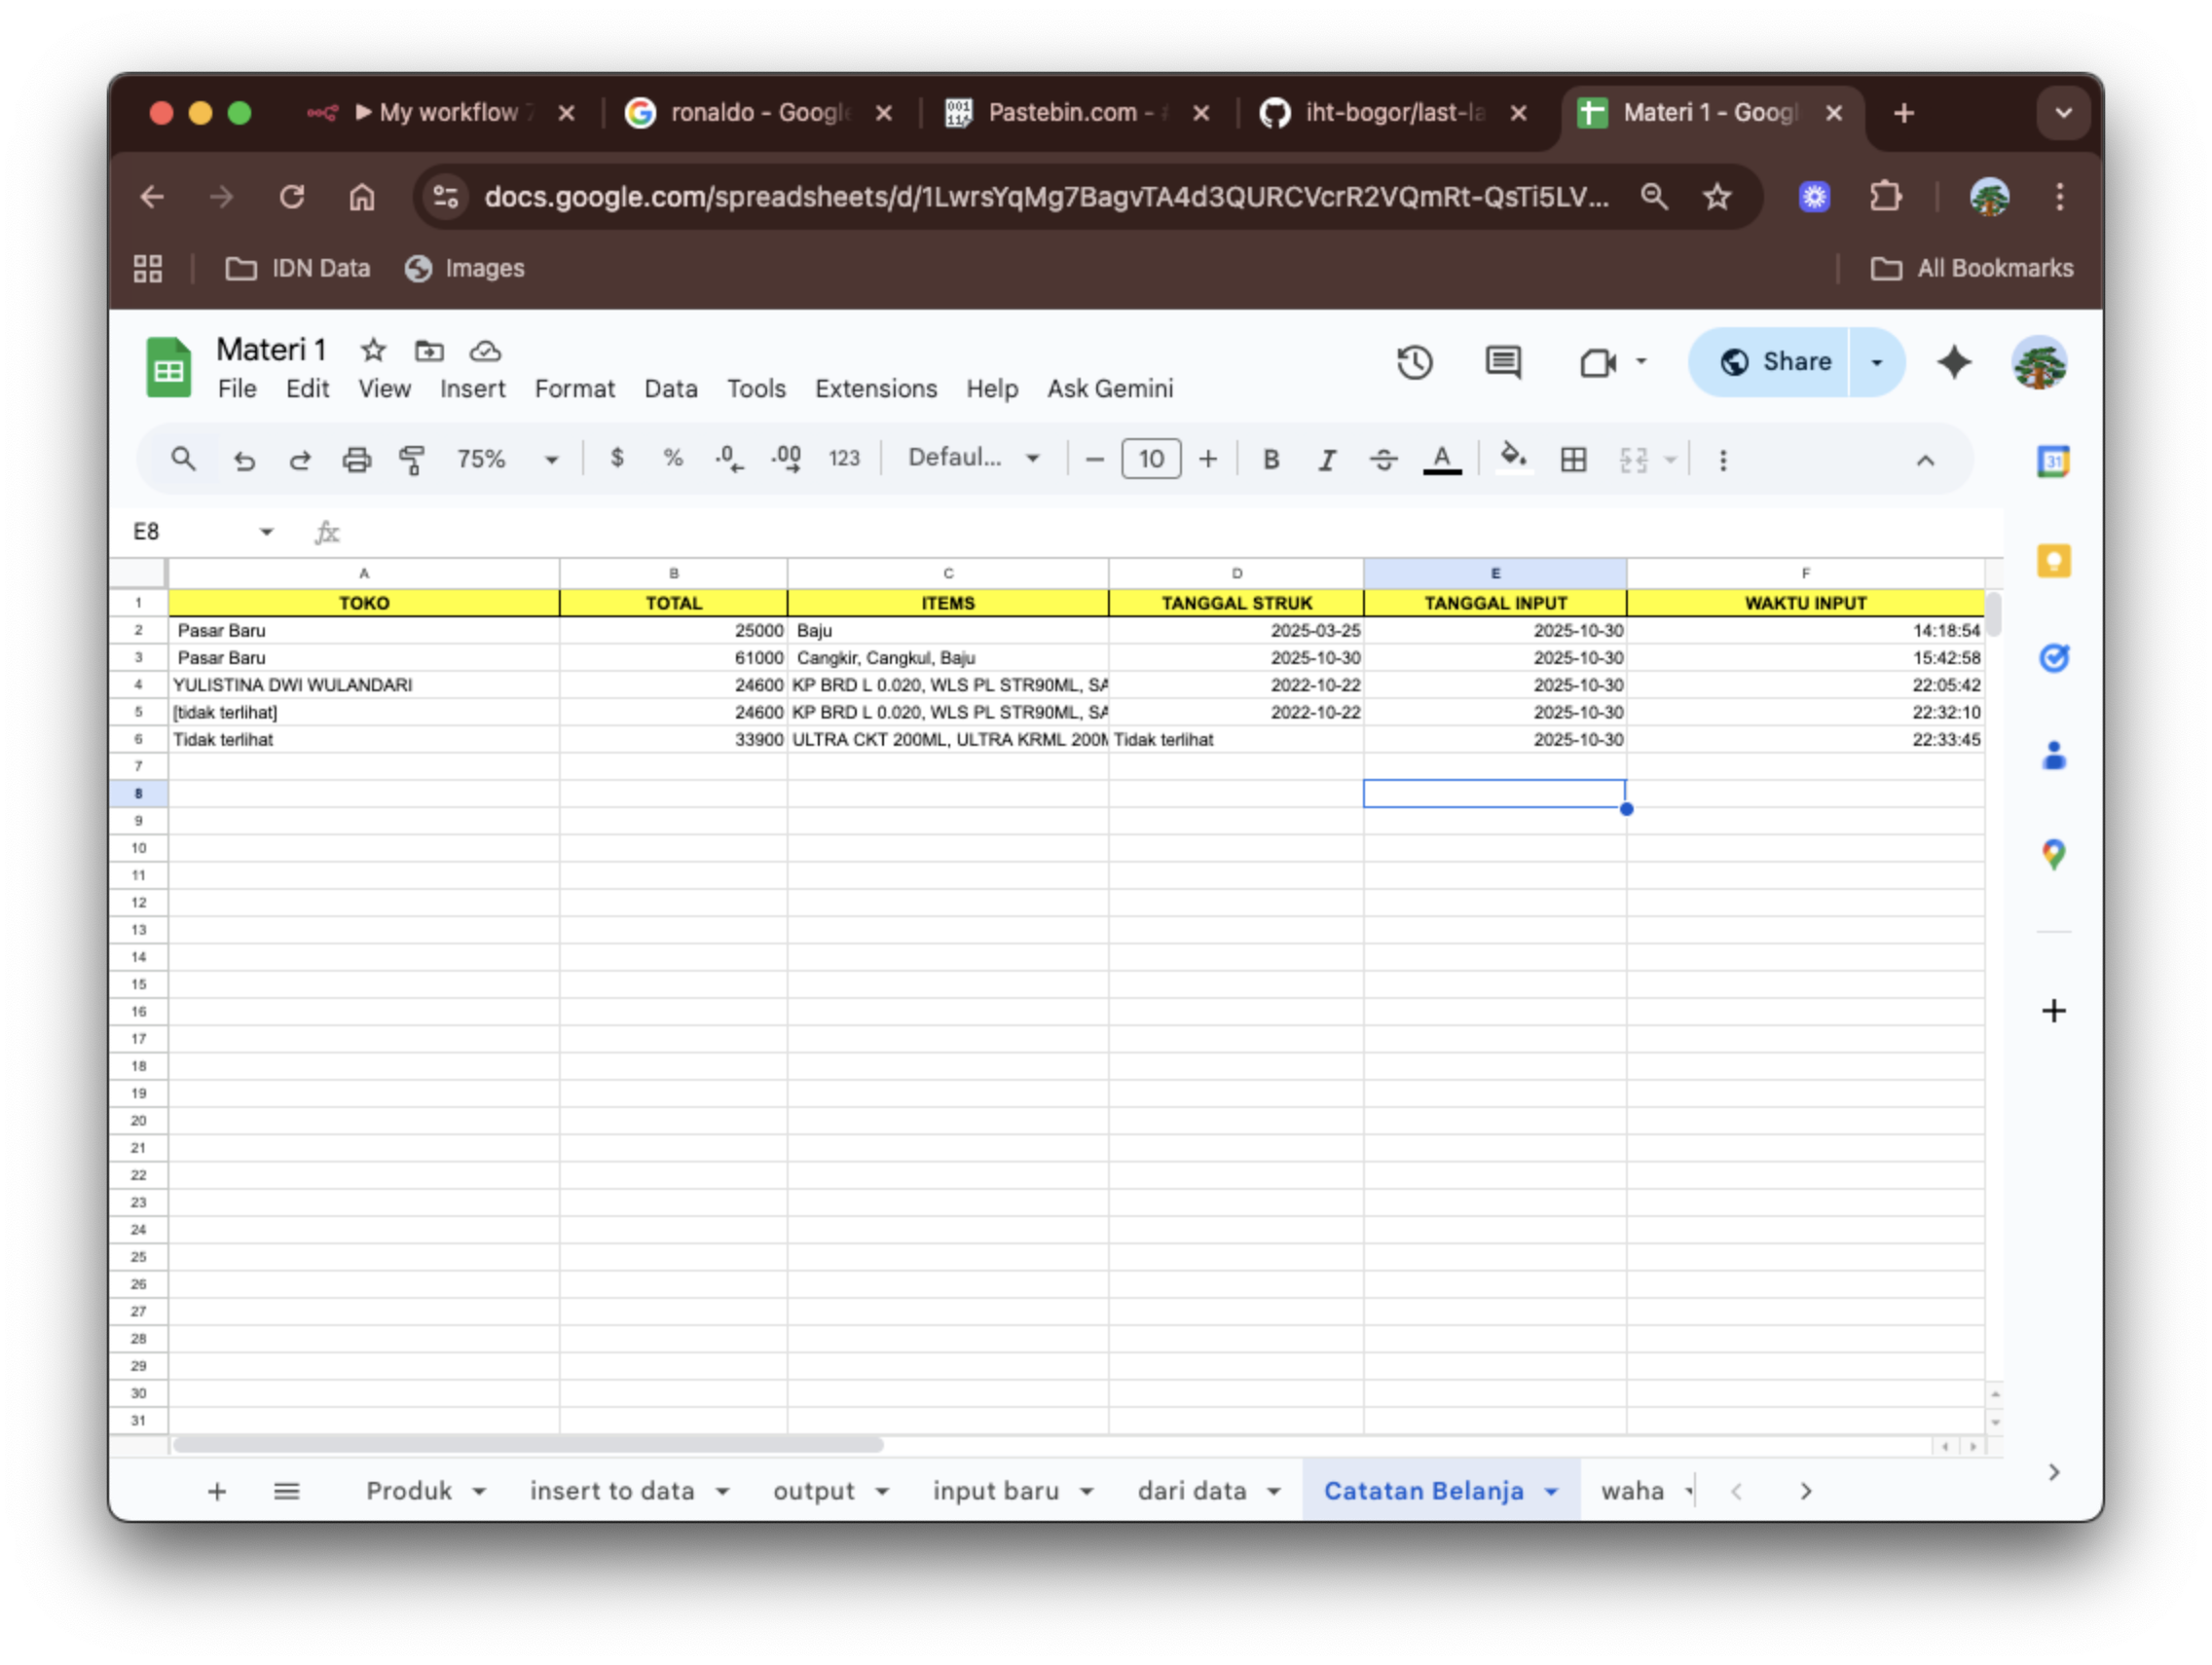 My workflow 7
ronaldo - Google
Pastebin.com -
iht-bogor/last-la
Materi 1 - Googl
docs.google.com/spreadsheets/d/1LwrsYqMg7BagvTA4d3QURCVcrR2VQmRt-QsTi5LV...
IDN Data
Images
All Bookmarks
Materi 1
File Edit View Insert Format Data Tools Extensions Help Ask Gemini
Share
75% $ % .0 .00 123 Defaul... 10 B I A
31
E8 fx
A B C D E F
1 TOKO TOTAL ITEMS TANGGAL STRUK TANGGAL INPUT WAKTU INPUT
2 Pasar Baru 25000 Baju 2025-03-25 2025-10-30 14:18:54
3 Pasar Baru 61000 Cangkir, Cangkul, Baju 2025-10-30 2025-10-30 15:42:58
4 YULISTINA DWI WULANDARI 24600 KP BRD L 0.020, WLS PL STR90ML, SA 2022-10-22 2025-10-30 22:05:42
5 [tidak terlihat] 24600 KP BRD L 0.020, WLS PL STR90ML, SA 2022-10-22 2025-10-30 22:32:10
6 Tidak terlihat 33900 ULTRA CKT 200ML, ULTRA KRML 200M Tidak terlihat 2025-10-30 22:33:45
7
8
9
10
11
12
13
14
15
16
17
18
19
20
21
22
23
24
25
26
27
28
29
30
31
Produk insert to data output input baru dari data Catatan Belanja waha